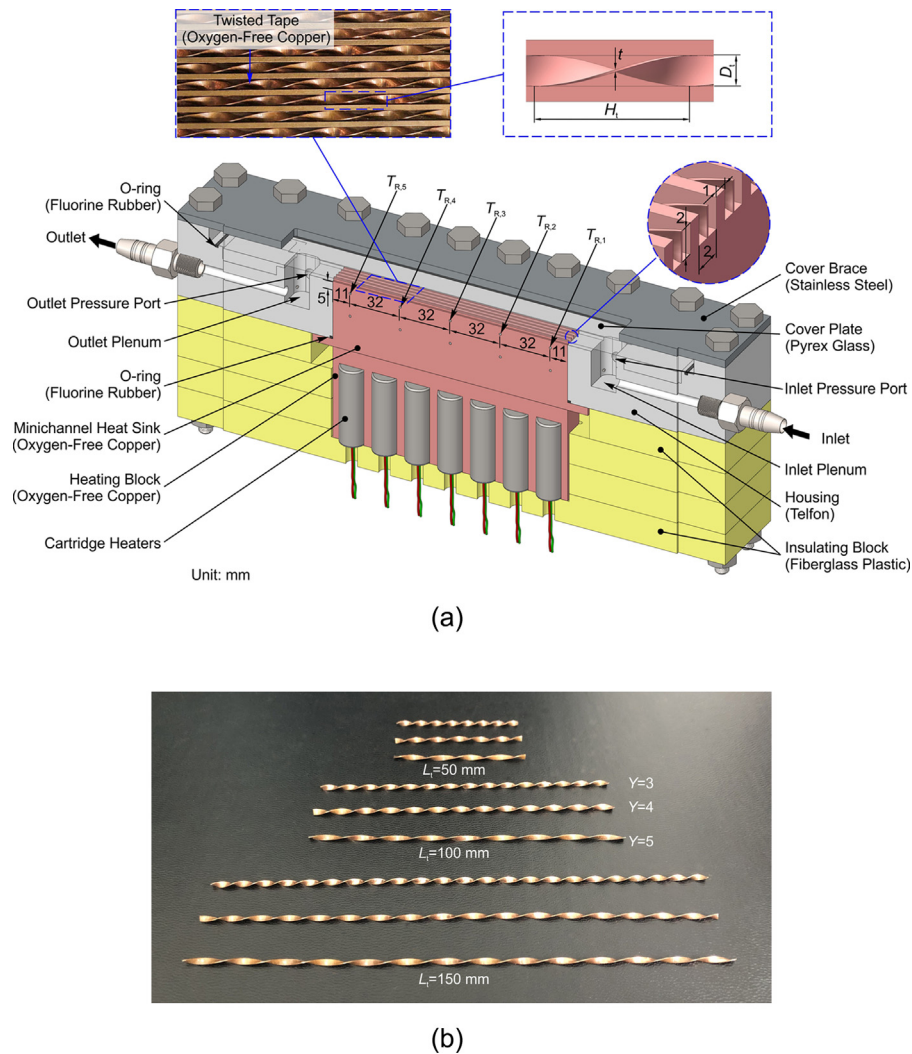 Twisted Tape
(Oxygen-Free Copper)
t
Dt
Ht
O-ring
(Fluorine Rubber)
Outlet
TR,5
TR,4
TR,3
TR,2
TR,1
1
2
2
Outlet Pressure Port
Outlet Plenum
5
11
32
32
32
32
11
O-ring
(Fluorine Rubber)
Minichannel Heat Sink
(Oxygen-Free Copper)
Heating Block
(Oxygen-Free Copper)
Cartridge Heaters
Cover Brace
(Stainless Steel)
Cover Plate
(Pyrex Glass)
Inlet Pressure Port
Inlet
Inlet Plenum
Housing
(Telfon)
Insulating Block
(Fiberglass Plastic)
Unit: mm
(a)
Lt=50 mm
Y=3
Y=4
Y=5
Lt=100 mm
Lt=150 mm
(b)